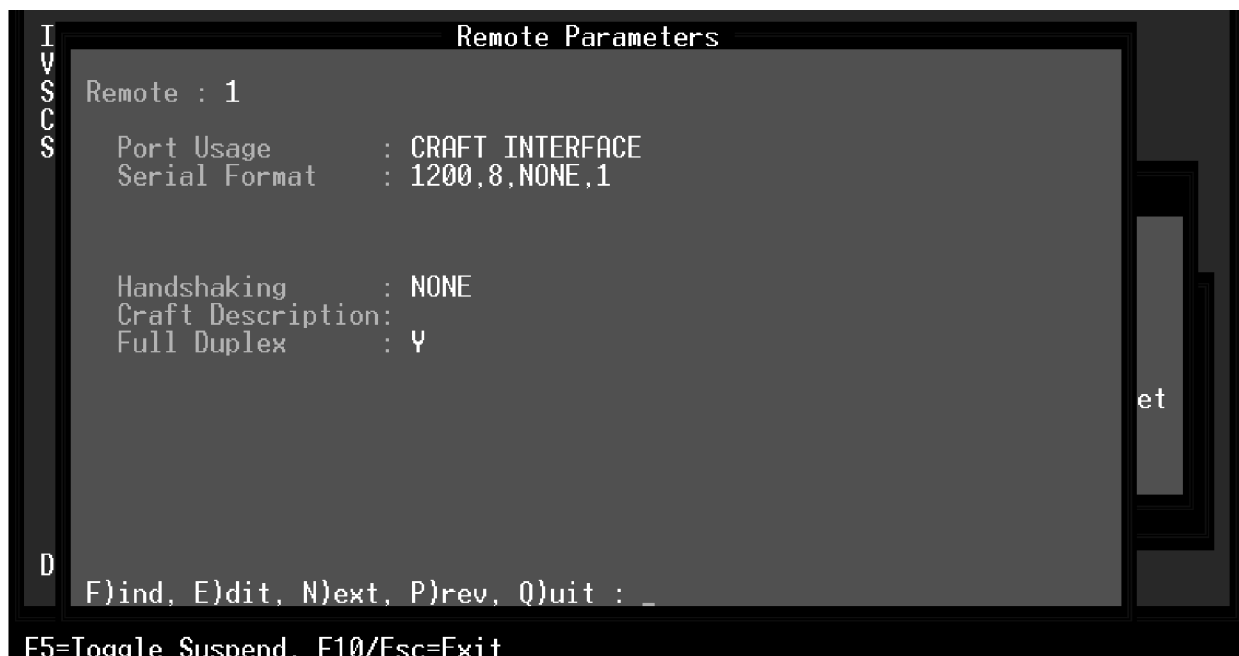 Remote Parameters
I
V
S
C
S
Remote : 1
Port Usage : CRAFT INTERFACE
Serial Format : 1200,8,NONE,1
Handshaking : NONE
Craft Description:
Full Duplex : Y
et
D
F)ind, E)dit, N)ext, P)rev, Q)uit : _
F5=Toggle Suspend, F10/Esc=Exit